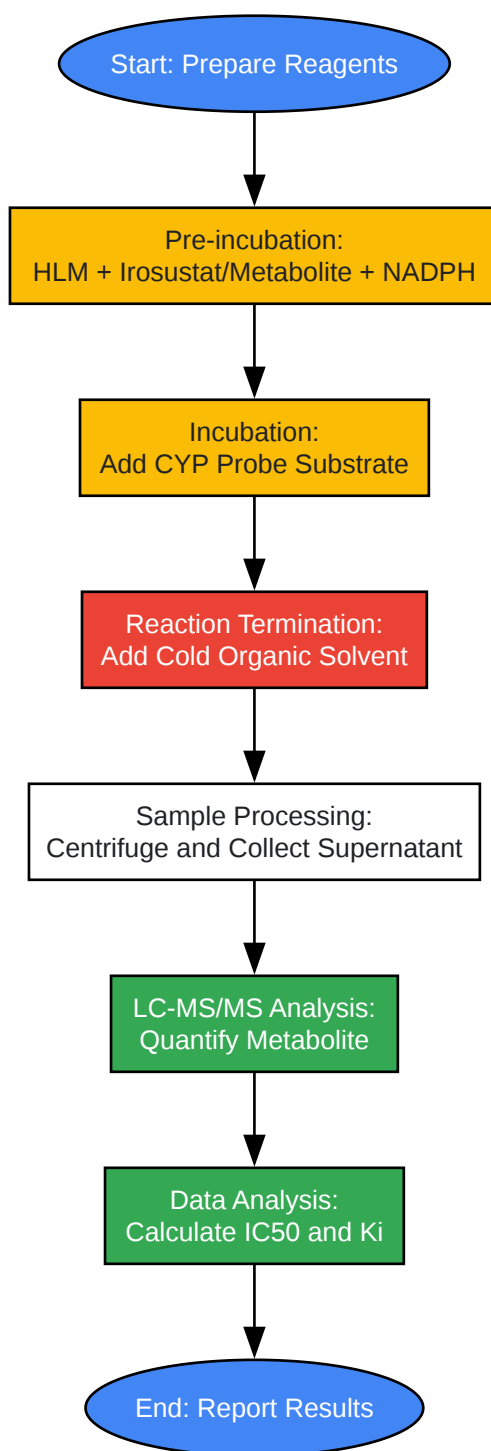 Start: Prepare Reagents
Pre-incubation:
HLM + Irosustat/Metabolite + NADPH
Incubation:
Add CYP Probe Substrate
Reaction Termination:
Add Cold Organic Solvent
Sample Processing:
Centrifuge and Collect Supernatant
LC-MS/MS Analysis:
Quantify Metabolite
Data Analysis:
Calculate IC50 and Ki
End: Report Results